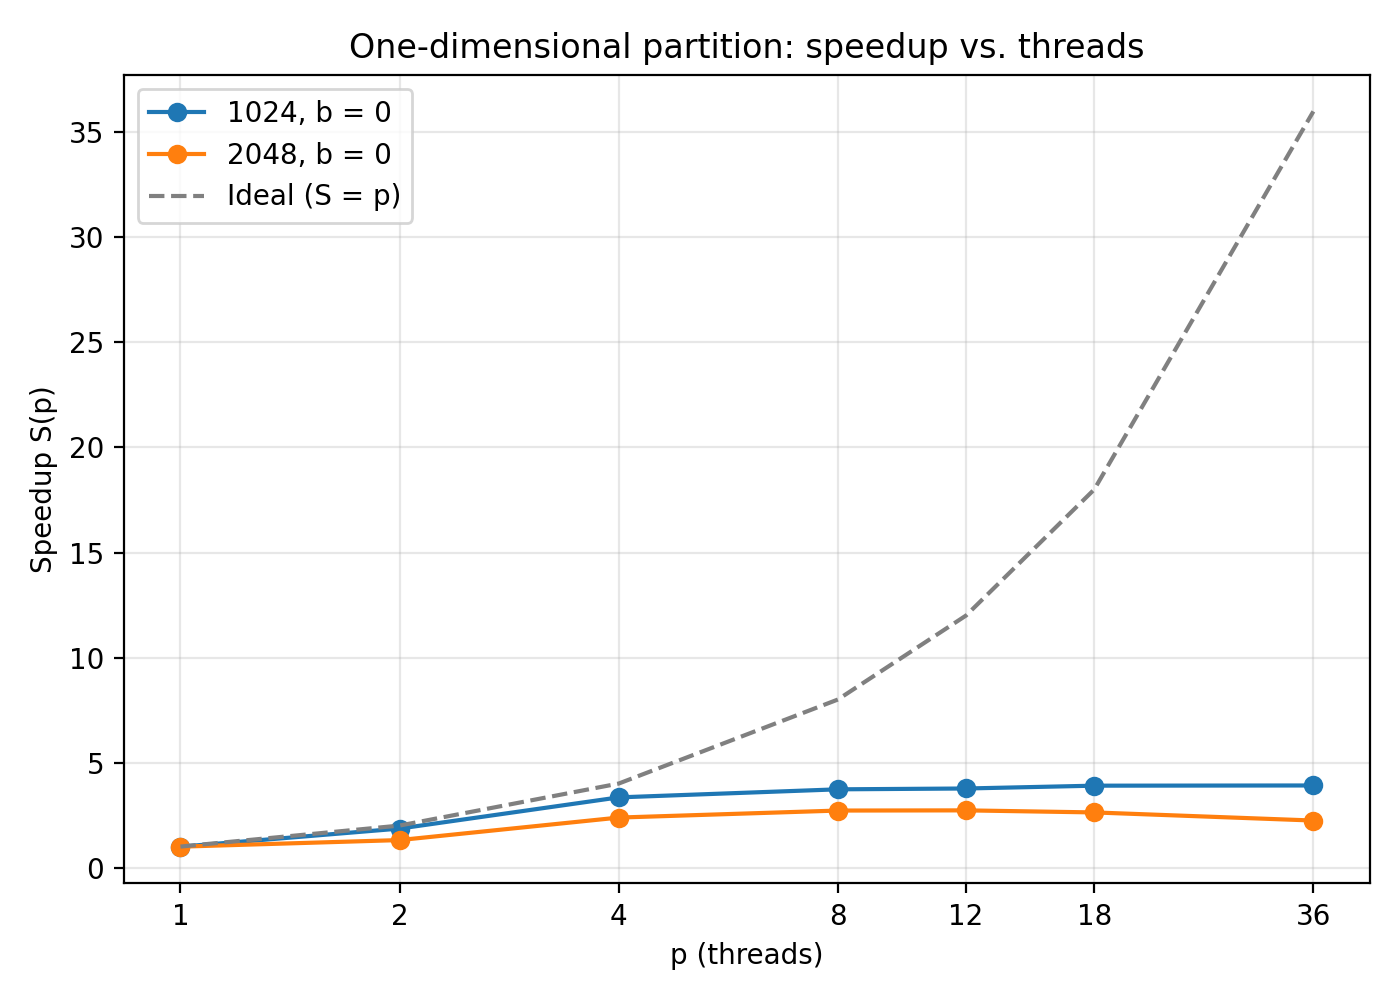 One-dimensional partition: speedup vs. threads
1024, b = 0
2048, b = 0
Ideal (S = p)
Speedup S(p)
35
30
25
20
15
10
5
0
1 2 4 8 12 18 36
p (threads)